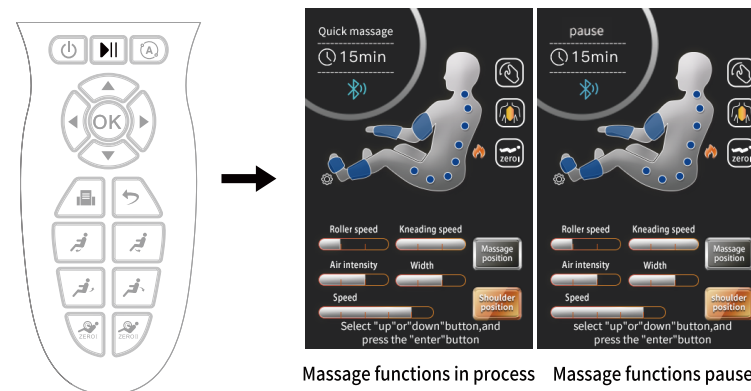 (A)
OK
ZERO I
ZERO II
Quick massage
15min
zero I
Roller speed
Kneading speed
Air intensity
Width
Speed
Massage
position
Shoulder
position
Select "up"or"down"button,and
press the "enter"button
Massage functions in process
pause
15min
zero
Roller speed
Kneading speed
Air intensity
Width
Speed
Massage
position
shoulder
position
select "up"or"down"button,and
press the "enter"button
Massage functions pause